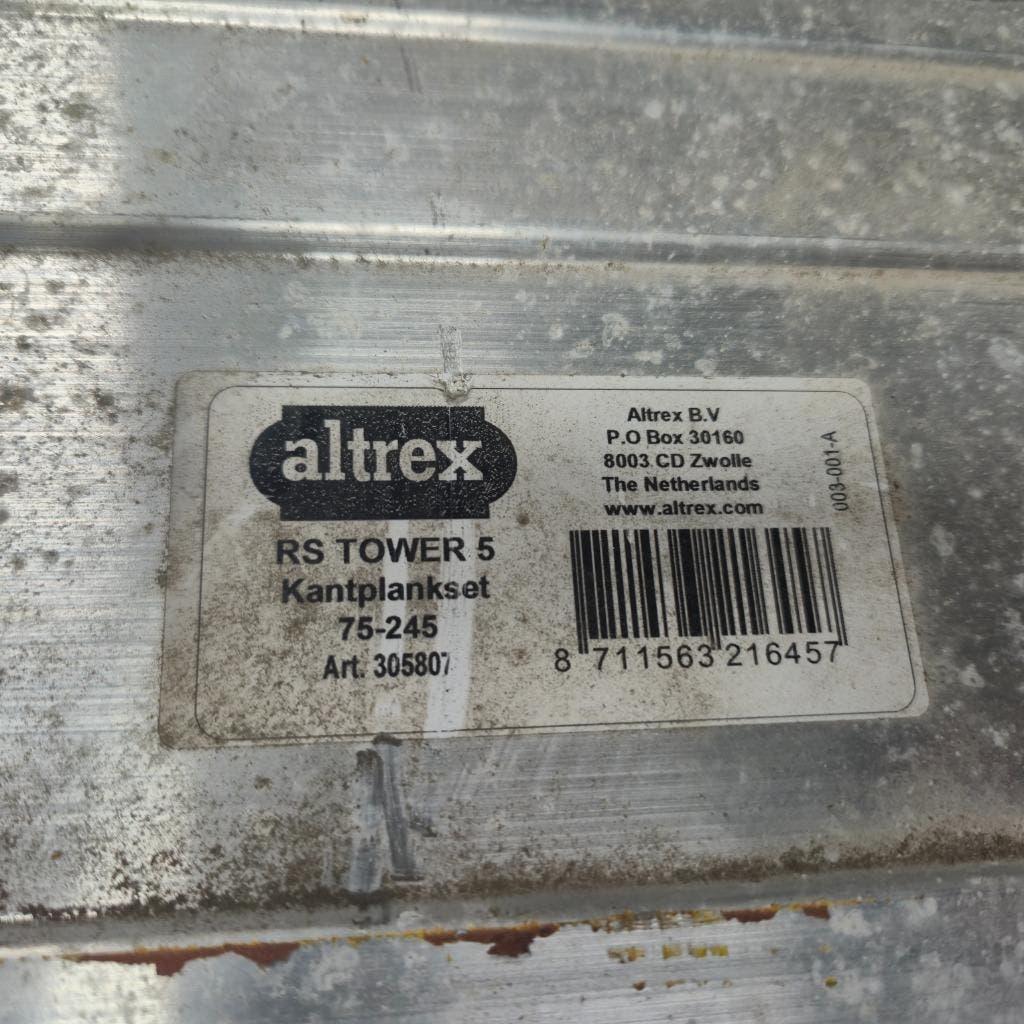 altrex
RS TOWER 5
Kantplankset
75-245
Art. 305807
Altrex B.V
P.O Box 30160
8003 CD Zwolle
The Netherlands
www.altrex.com
003-001-A
8 711563 216457